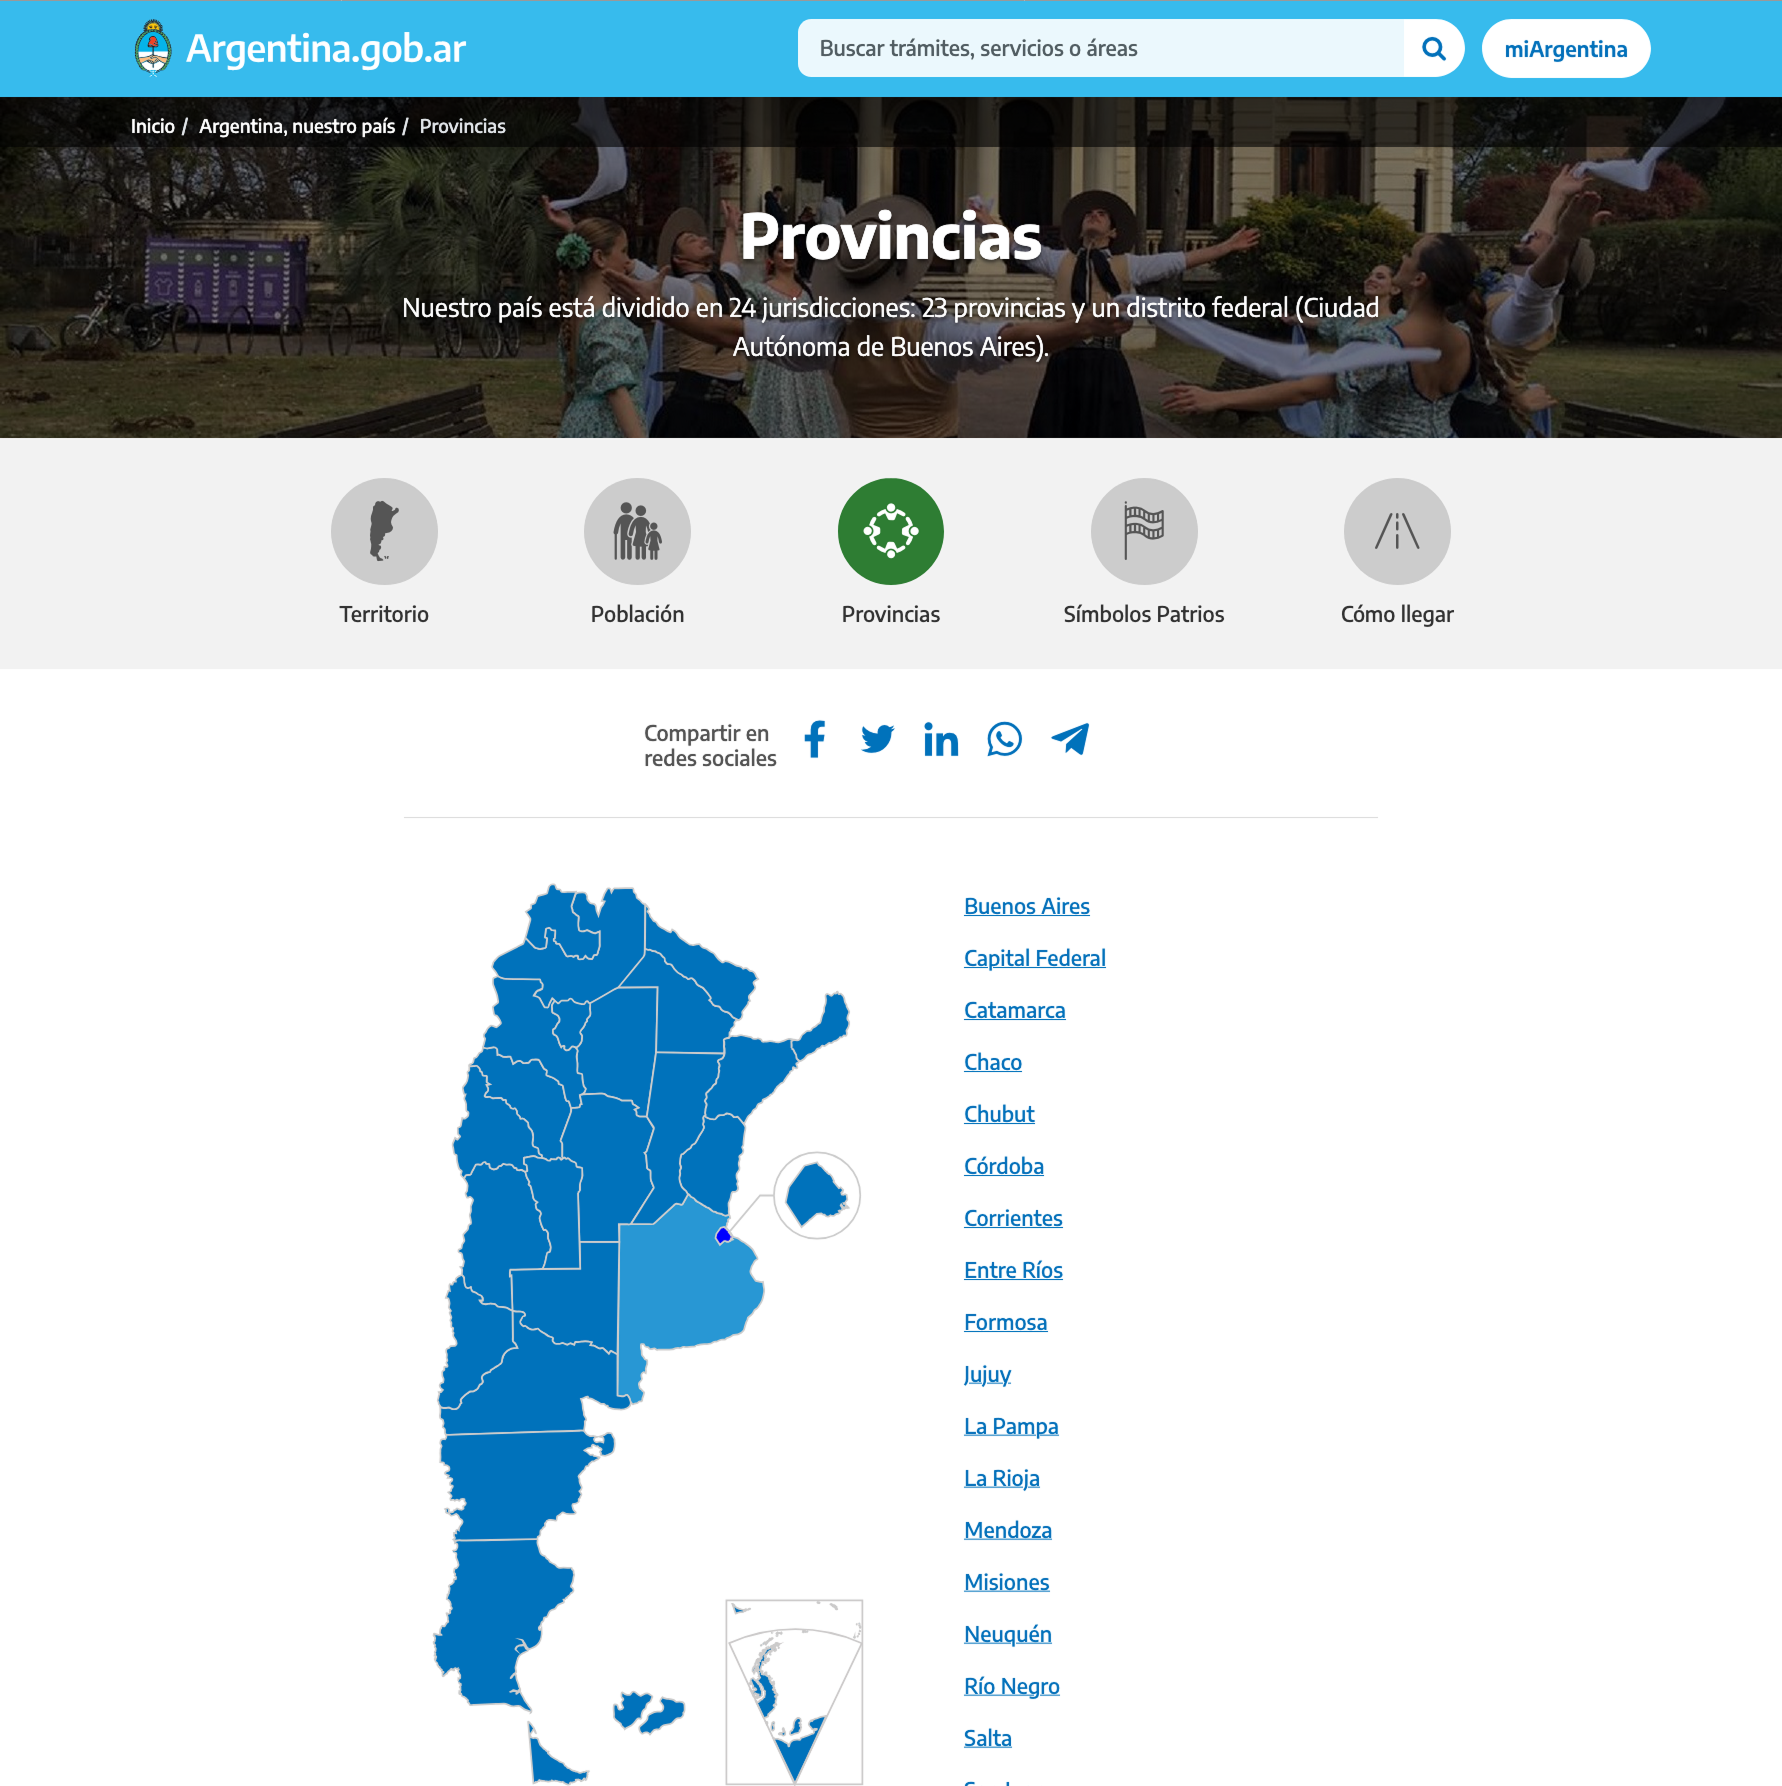 Argentina.gob.ar
Buscar trámites, servicios o áreas
miArgentina
Inicio / Argentina, nuestro país / Provincias
Provincias
Nuestro país está dividido en 24 jurisdicciones: 23 provincias y un distrito federal (Ciudad
Autónoma de Buenos Aires).
Territorio
Población
Provincias
Símbolos Patrios
Cómo llegar
Compartir en
redes sociales
Buenos Aires
Capital Federal
Catamarca
Chaco
Chubut
Córdoba
Corrientes
Entre Ríos
Formosa
Jujuy
La Pampa
La Rioja
Mendoza
Misiones
Neuquén
Río Negro
Salta